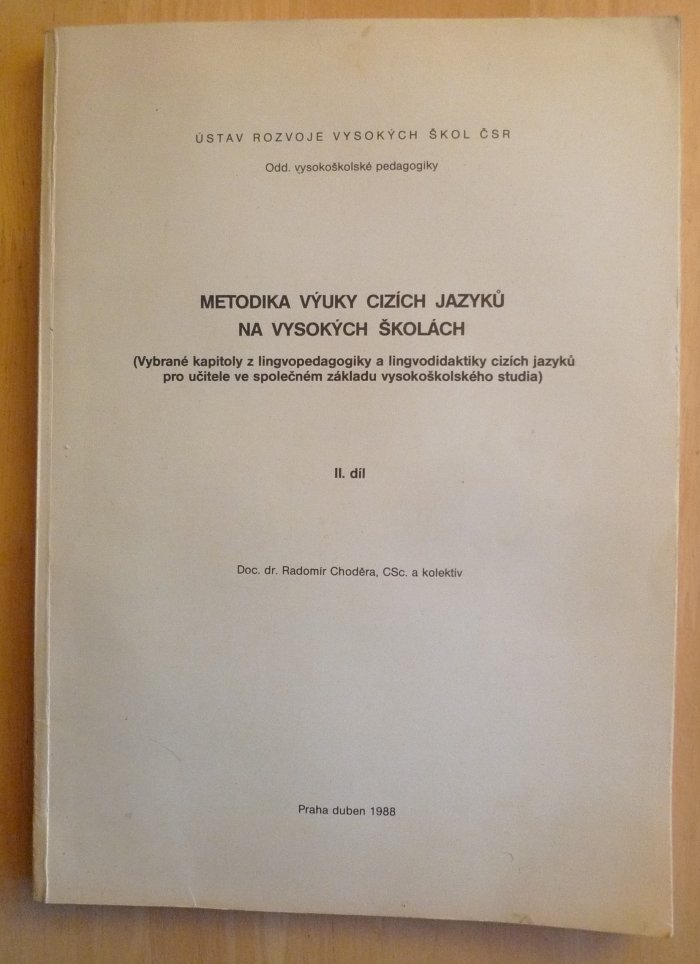 ÚSTAV ROZVOJE VYSOKÝCH ŠKOL ČSR
Odd. vysokoškolské pedagogiky
METODIKA VÝUKY CIZÍCH JAZYKŮ
NA VYSOKÝCH ŠKOLÁCH
(Vybrané kapitoly z lingvopedagogiky a lingvodidaktiky cizích jazyků
pro učitele ve společném základu vysokoškolského studia)
II. díl
Doc. dr. Radomír Choděra, CSc. a kolektiv
Praha duben 1988